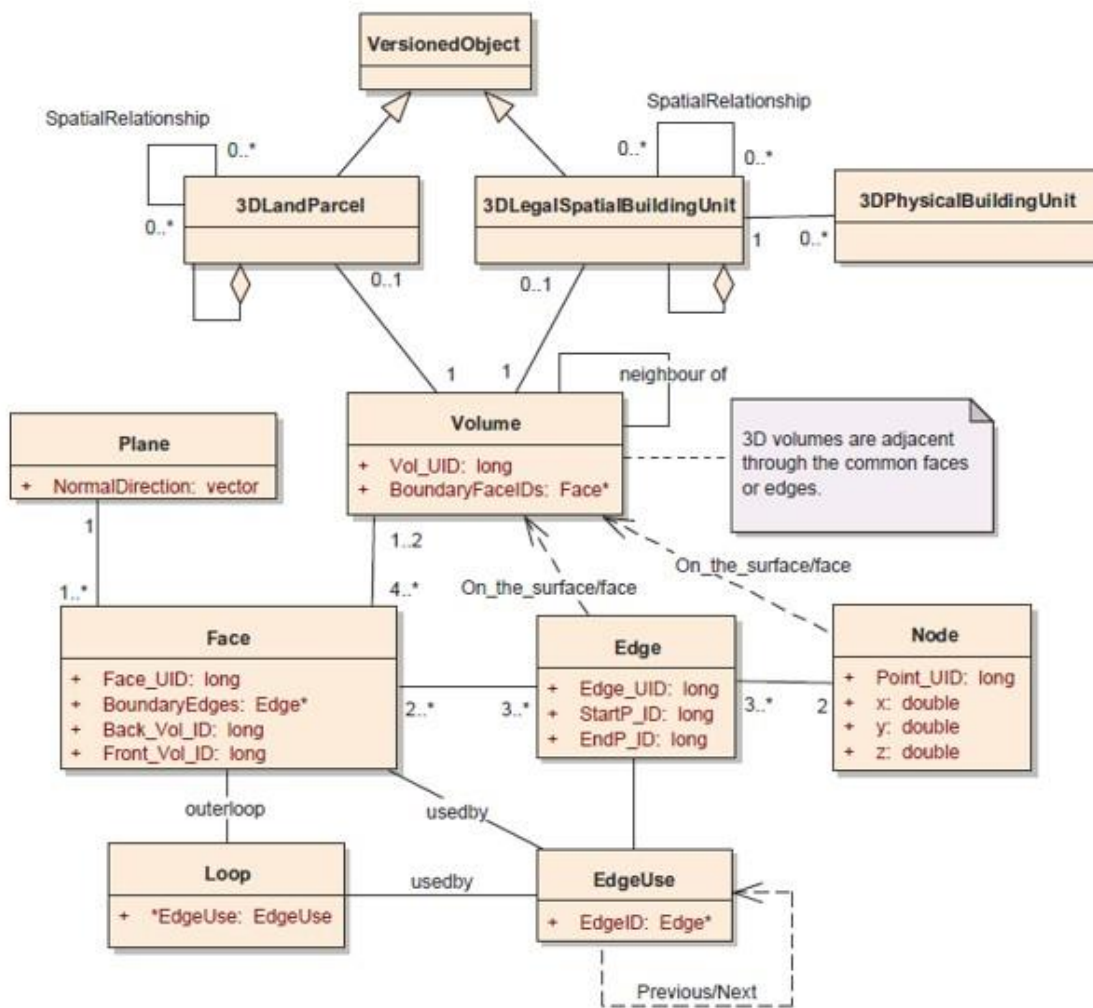 VersionedObject
SpatialRelationship
0..*
0..*
3DLandParcel
SpatialRelationship
0..*
0..*
3DLegalSpatialBuildingUnit
1
0..*
3DPhysicalBuildingUnit
0..1
0..1
1
1
neighbour of
Volume
+ Vol_UID: long
+ BoundaryFaceIDs: Face*
3D volumes are adjacent
through the common faces
or edges.
Plane
+ NormalDirection: vector
1
1..*
1..2
4..*
On_the_surface/face
On_the_surface/face
Face
+ Face_UID: long
+ BoundaryEdges: Edge*
+ Back_Vol_ID: long
+ Front_Vol_ID: long
2..*
3..*
Edge
+ Edge_UID: long
+ StartP_ID: long
+ EndP_ID: long
3..*
2
Node
+ Point_UID: long
+ x: double
+ y: double
+ z: double
outerloop
usedby
Loop
+ *EdgeUse: EdgeUse
usedby
EdgeUse
+ EdgeID: Edge*
Previous/Next